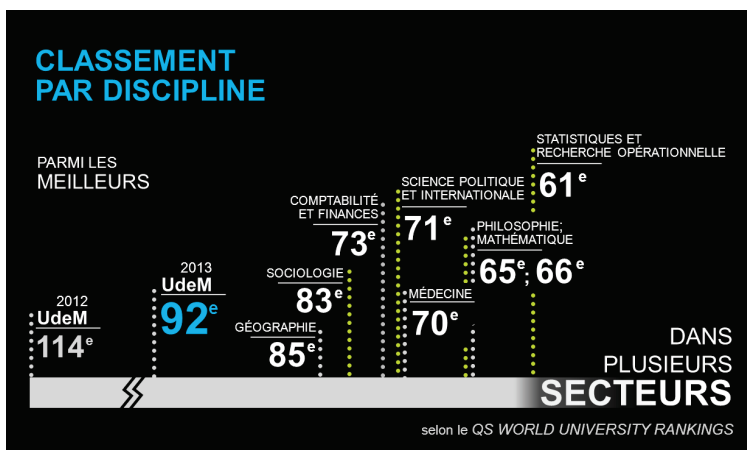 CLASSEMENT
PAR DISCIPLINE
PARMI LES
MEILLEURS
2012
UdeM
114e
2013
UdeM
92e
GÉOGRAPHIE
85e
SOCIOLOGIE
83e
COMPTABILITÉ
ET FINANCES
73e
SCIENCE POLITIQUE
ET INTERNATIONALE
71e
MÉDECINE
70e
PHILOSOPHIE;
MATHÉMATIQUE
65e; 66e
STATISTIQUES ET
RECHERCHE OPÉRATIONNELLE
61e
DANS
PLUSIEURS
SECTEURS
selon le QS WORLD UNIVERSITY RANKINGS